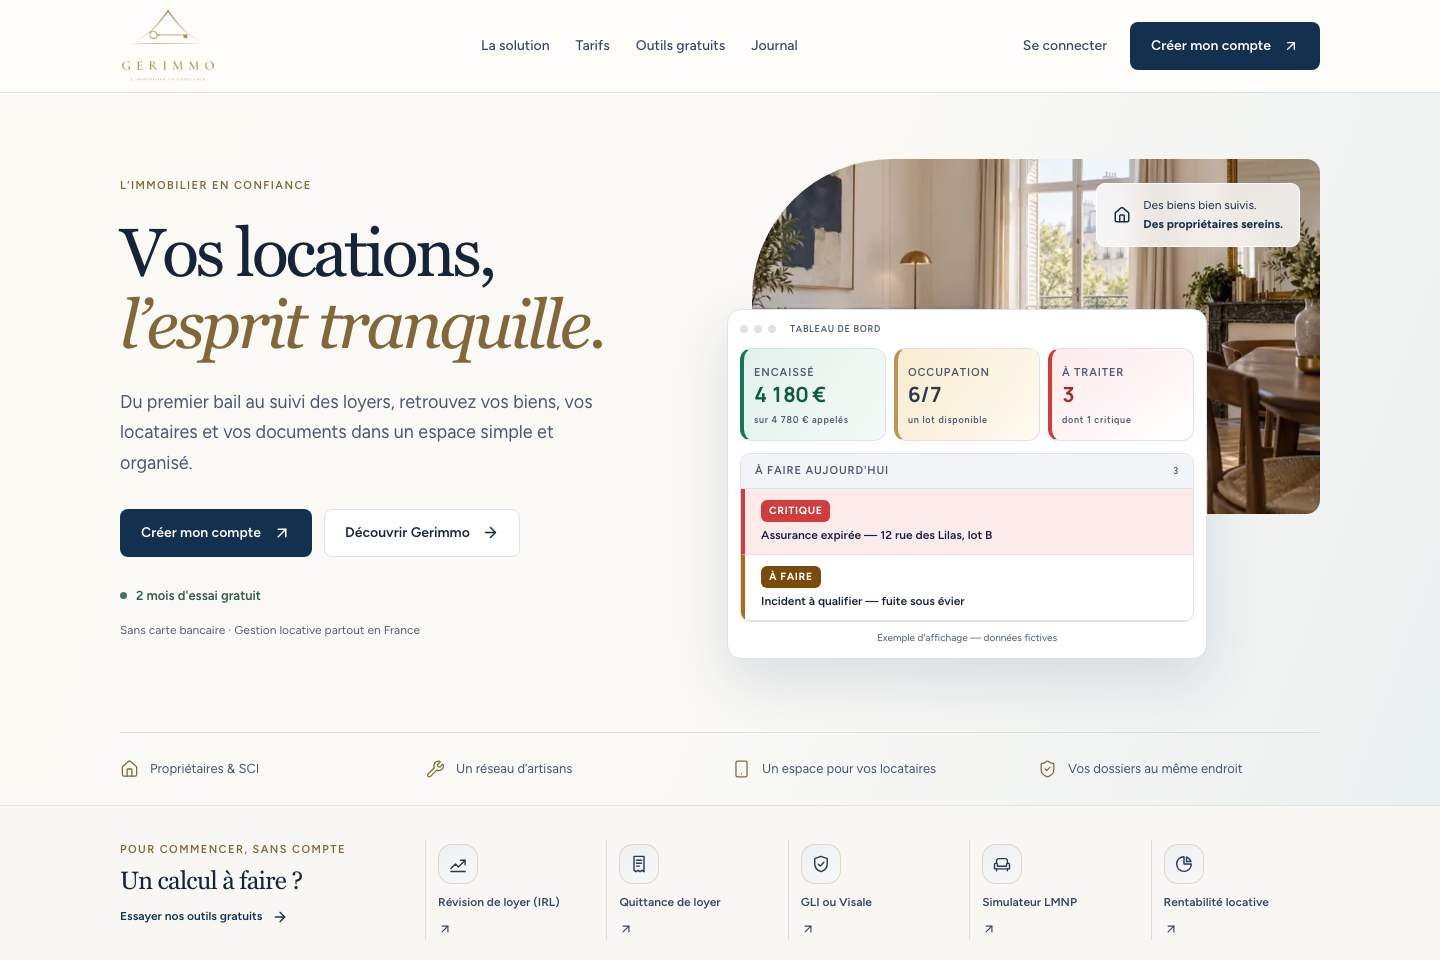 GERIMMO
La solution
Tarifs
Outils gratuits
Journal
Se connecter
Créer mon compte
L'IMMOBILIER EN CONFIANCE
Vos locations,
l’esprit tranquille.
Du premier bail au suivi des loyers, retrouvez vos biens, vos
locataires et vos documents dans un espace simple et
organisé.
Créer mon compte
Découvrir Gerimmo
2 mois d'essai gratuit
Sans carte bancaire · Gestion locative partout en France
Des biens bien suivis.
Des propriétaires sereins.
TABLEAU DE BORD
ENCAISSÉ
4 180 €
sur 4 780 € appelés
OCCUPATION
6/7
un lot disponible
À TRAITER
3
dont 1 critique
À FAIRE AUJOURD'HUI
3
CRITIQUE
Assurance expirée — 12 rue des Lilas, lot B
À FAIRE
Incident à qualifier — fuite sous évier
Exemple d'affichage — données fictives
Propriétaires & SCI
Un réseau d'artisans
Un espace pour vos locataires
Vos dossiers au même endroit
POUR COMMENCER, SANS COMPTE
Un calcul à faire ?
Essayer nos outils gratuits
Révision de loyer (IRL)
Quittance de loyer
GLI ou Visale
Simulateur LMNP
Rentabilité locative